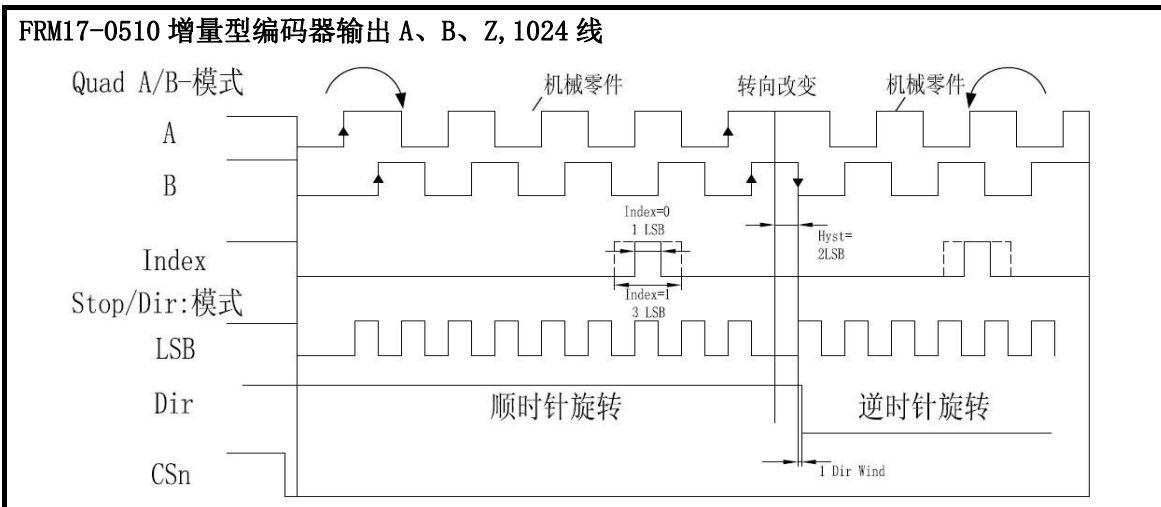 FRM17-0510 增量型编码器输出 A、B、Z,1024 线
Quad A/B-模式
机械零件
转向改变
机械零件
A
B
Index=0
1 LSB
Hyst=
2LSB
Index
Index=1
3 LSB
Stop/Dir:模式
LSB
Dir
顺时针旋转
逆时针旋转
1 Dir Wind
CSn